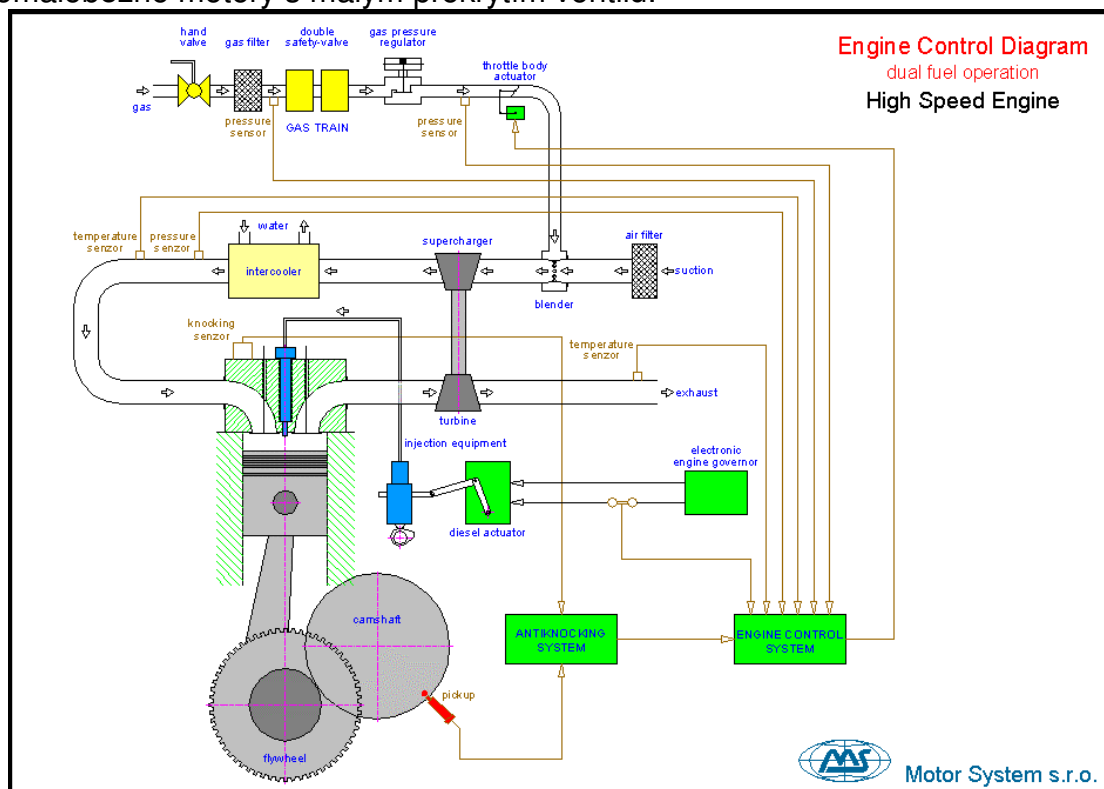 hand
valve
gas filter
double
safety-valve
gas pressure
regulator
throttle body
actuator
Engine Control Diagram
dual fuel operation
High Speed Engine
gas
pressure
sensor
GAS TRAIN
pressure
sensor
temperature
senzor
pressure
senzor
water
supercharger
air filter
intercooler
suction
blender
knocking
senzor
temperature
senzor
exhaust
turbine
injection equipment
electronic
engine governor
diesel actuator
camshaft
ANTIKNOCKING
SYSTEM
ENGINE CONTROL
SYSTEM
pickup
flywheel
MS
Motor System s.r.o.